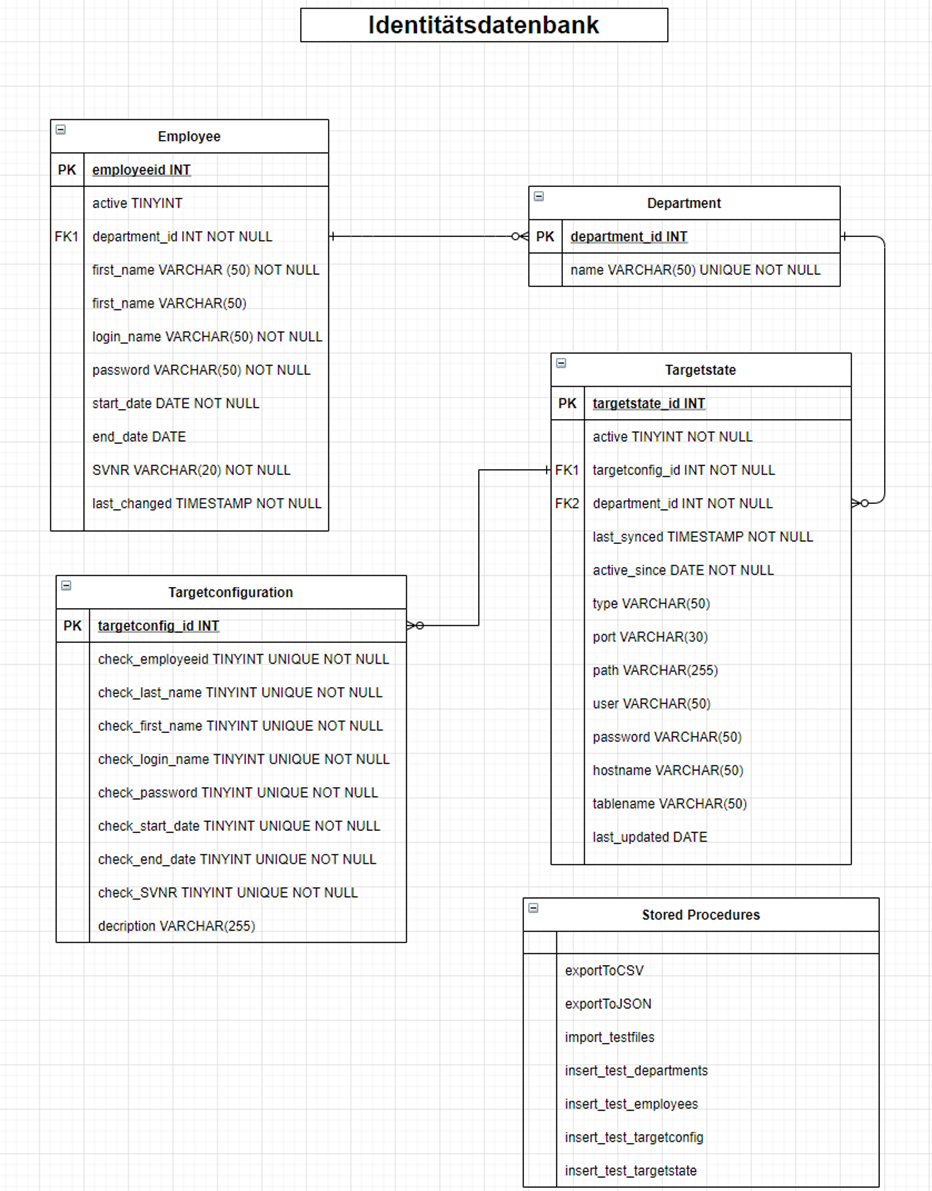 Identitätsdatenbank
Employee
PK employeeid INT
active TINYINT
FK1 department_id INT NOT NULL
first_name VARCHAR (50) NOT NULL
first_name VARCHAR(50)
login_name VARCHAR(50) NOT NULL
password VARCHAR(50) NOT NULL
start_date DATE NOT NULL
end_date DATE
SVNR VARCHAR(20) NOT NULL
last_changed TIMESTAMP NOT NULL
Department
PK department_id INT
name VARCHAR(50) UNIQUE NOT NULL
Targetstate
PK targetstate_id INT
active TINYINT NOT NULL
FK1 targetconfig_id INT NOT NULL
FK2 department_id INT NOT NULL
last_synced TIMESTAMP NOT NULL
active_since DATE NOT NULL
type VARCHAR(50)
port VARCHAR(30)
path VARCHAR(255)
user VARCHAR(50)
password VARCHAR(50)
hostname VARCHAR(50)
tablename VARCHAR(50)
last_updated DATE
Targetconfiguration
PK targetconfig_id INT
check_employeeid TINYINT UNIQUE NOT NULL
check_last_name TINYINT UNIQUE NOT NULL
check_first_name TINYINT UNIQUE NOT NULL
check_login_name TINYINT UNIQUE NOT NULL
check_password TINYINT UNIQUE NOT NULL
check_start_date TINYINT UNIQUE NOT NULL
check_end_date TINYINT UNIQUE NOT NULL
check_SVNR TINYINT UNIQUE NOT NULL
decription VARCHAR(255)
Stored Procedures
exportToCSV
exportToJSON
import_testfiles
insert_test_departments
insert_test_employees
insert_test_targetconfig
insert_test_targetstate